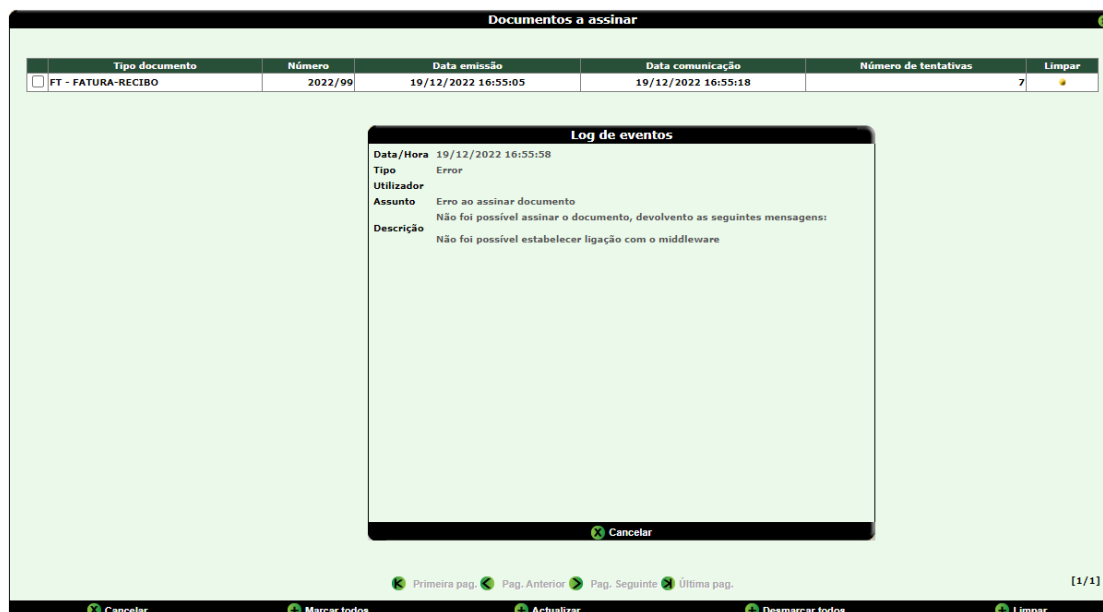 Documentos a assinar
Tipo documento Número Data emissão Data comunicação Número de tentativas Limpar
FT - FATURA-RECIBO 2022/99 19/12/2022 16:55:05 19/12/2022 16:55:18 7
Log de eventos
Data/Hora 19/12/2022 16:55:58
Tipo Error
Utilizador
Assunto Erro ao assinar documento
Descrição Não foi possível assinar o documento, devolvento as seguintes mensagens:
Não foi possível estabelecer ligação com o middleware
Cancelar
Primeira pag. Pag. Anterior Pag. Seguinte Última pag. [1/1]
Cancelar Marcar todos Actualizar Desmarcar todos Limpar